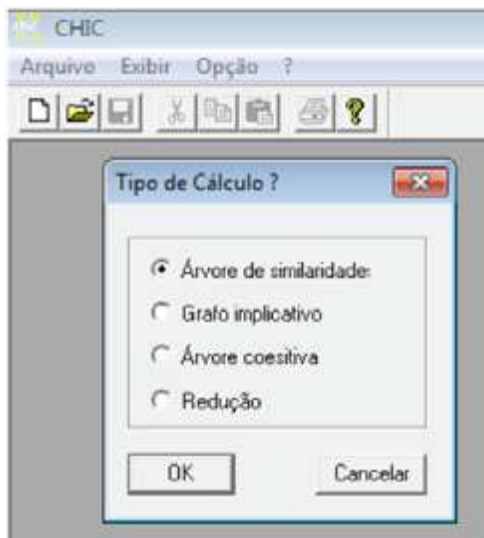 CHIC
Arquivo Exibir Opção ?
Tipo de Cálculo ?
Árvore de similaridade:
Grafo implicativo
Árvore coesitiva
Redução
OK Cancelar